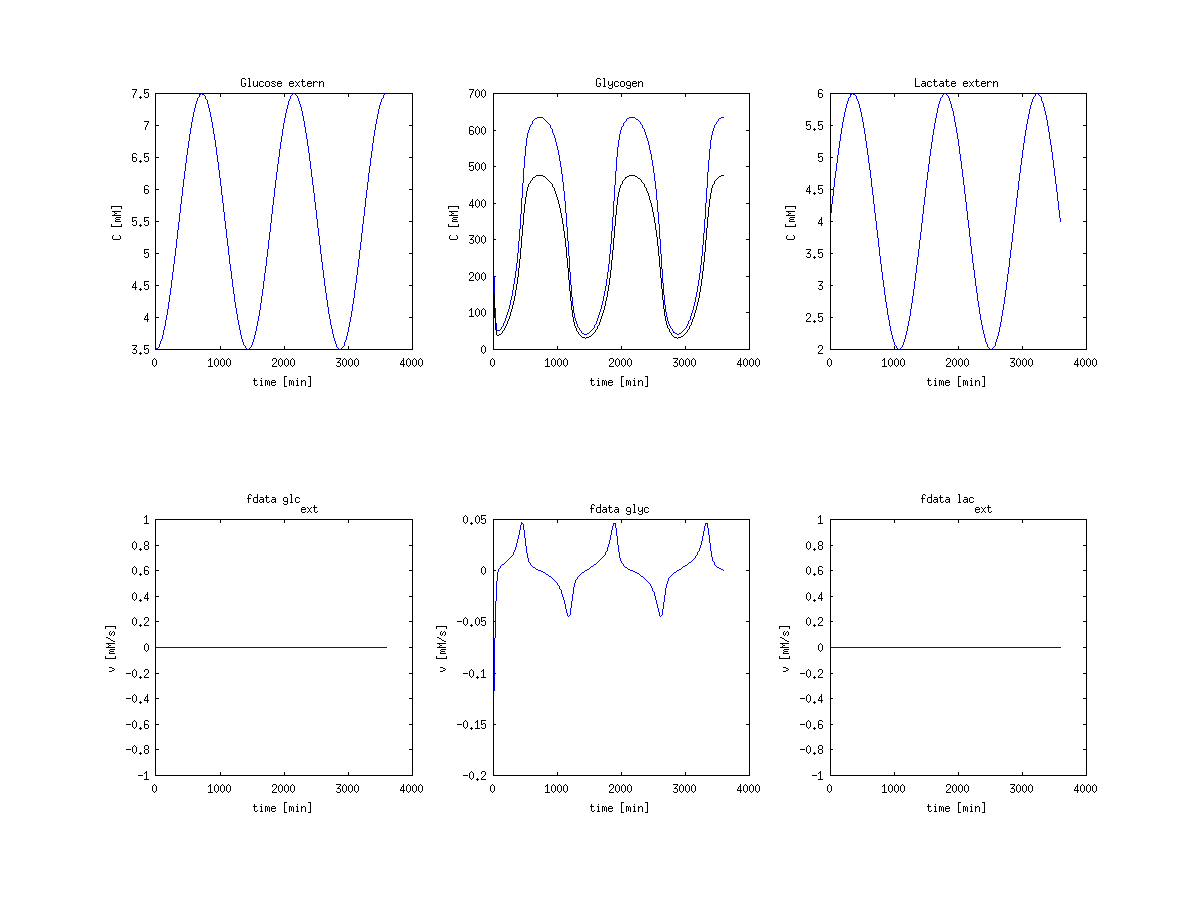 Glucose extern
7.5
7
6.5
6
5.5
5
4.5
4
3.5
C [mM]
0 1000 2000 3000 4000
time [min]
Glycogen
700
600
500
400
300
200
100
0
C [mM]
0 1000 2000 3000 4000
time [min]
Lactate extern
6
5.5
5
4.5
4
3.5
3
2.5
2
C [mM]
0 1000 2000 3000 4000
time [min]
fdata glc
ext
1
0.8
0.6
0.4
0.2
0
-0.2
-0.4
-0.6
-0.8
-1
v [mM/s]
0 1000 2000 3000 4000
time [min]
fdata glyc
0.05
0
-0.05
-0.1
-0.15
-0.2
v [mM/s]
0 1000 2000 3000 4000
time [min]
fdata lac
ext
1
0.8
0.6
0.4
0.2
0
-0.2
-0.4
-0.6
-0.8
-1
v [mM/s]
0 1000 2000 3000 4000
time [min]